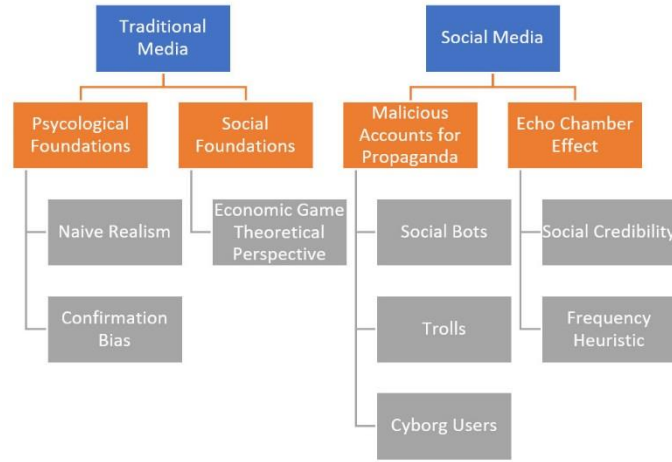 Traditional
Media
Social Media
Psycological
Foundations
Social
Foundations
Malicious
Accounts for
Propaganda
Echo Chamber
Effect
Naive Realism
Economic Game
Theoretical
Perspective
Social Bots
Social Credibility
Confirmation
Bias
Trolls
Frequency
Heuristic
Cyborg Users